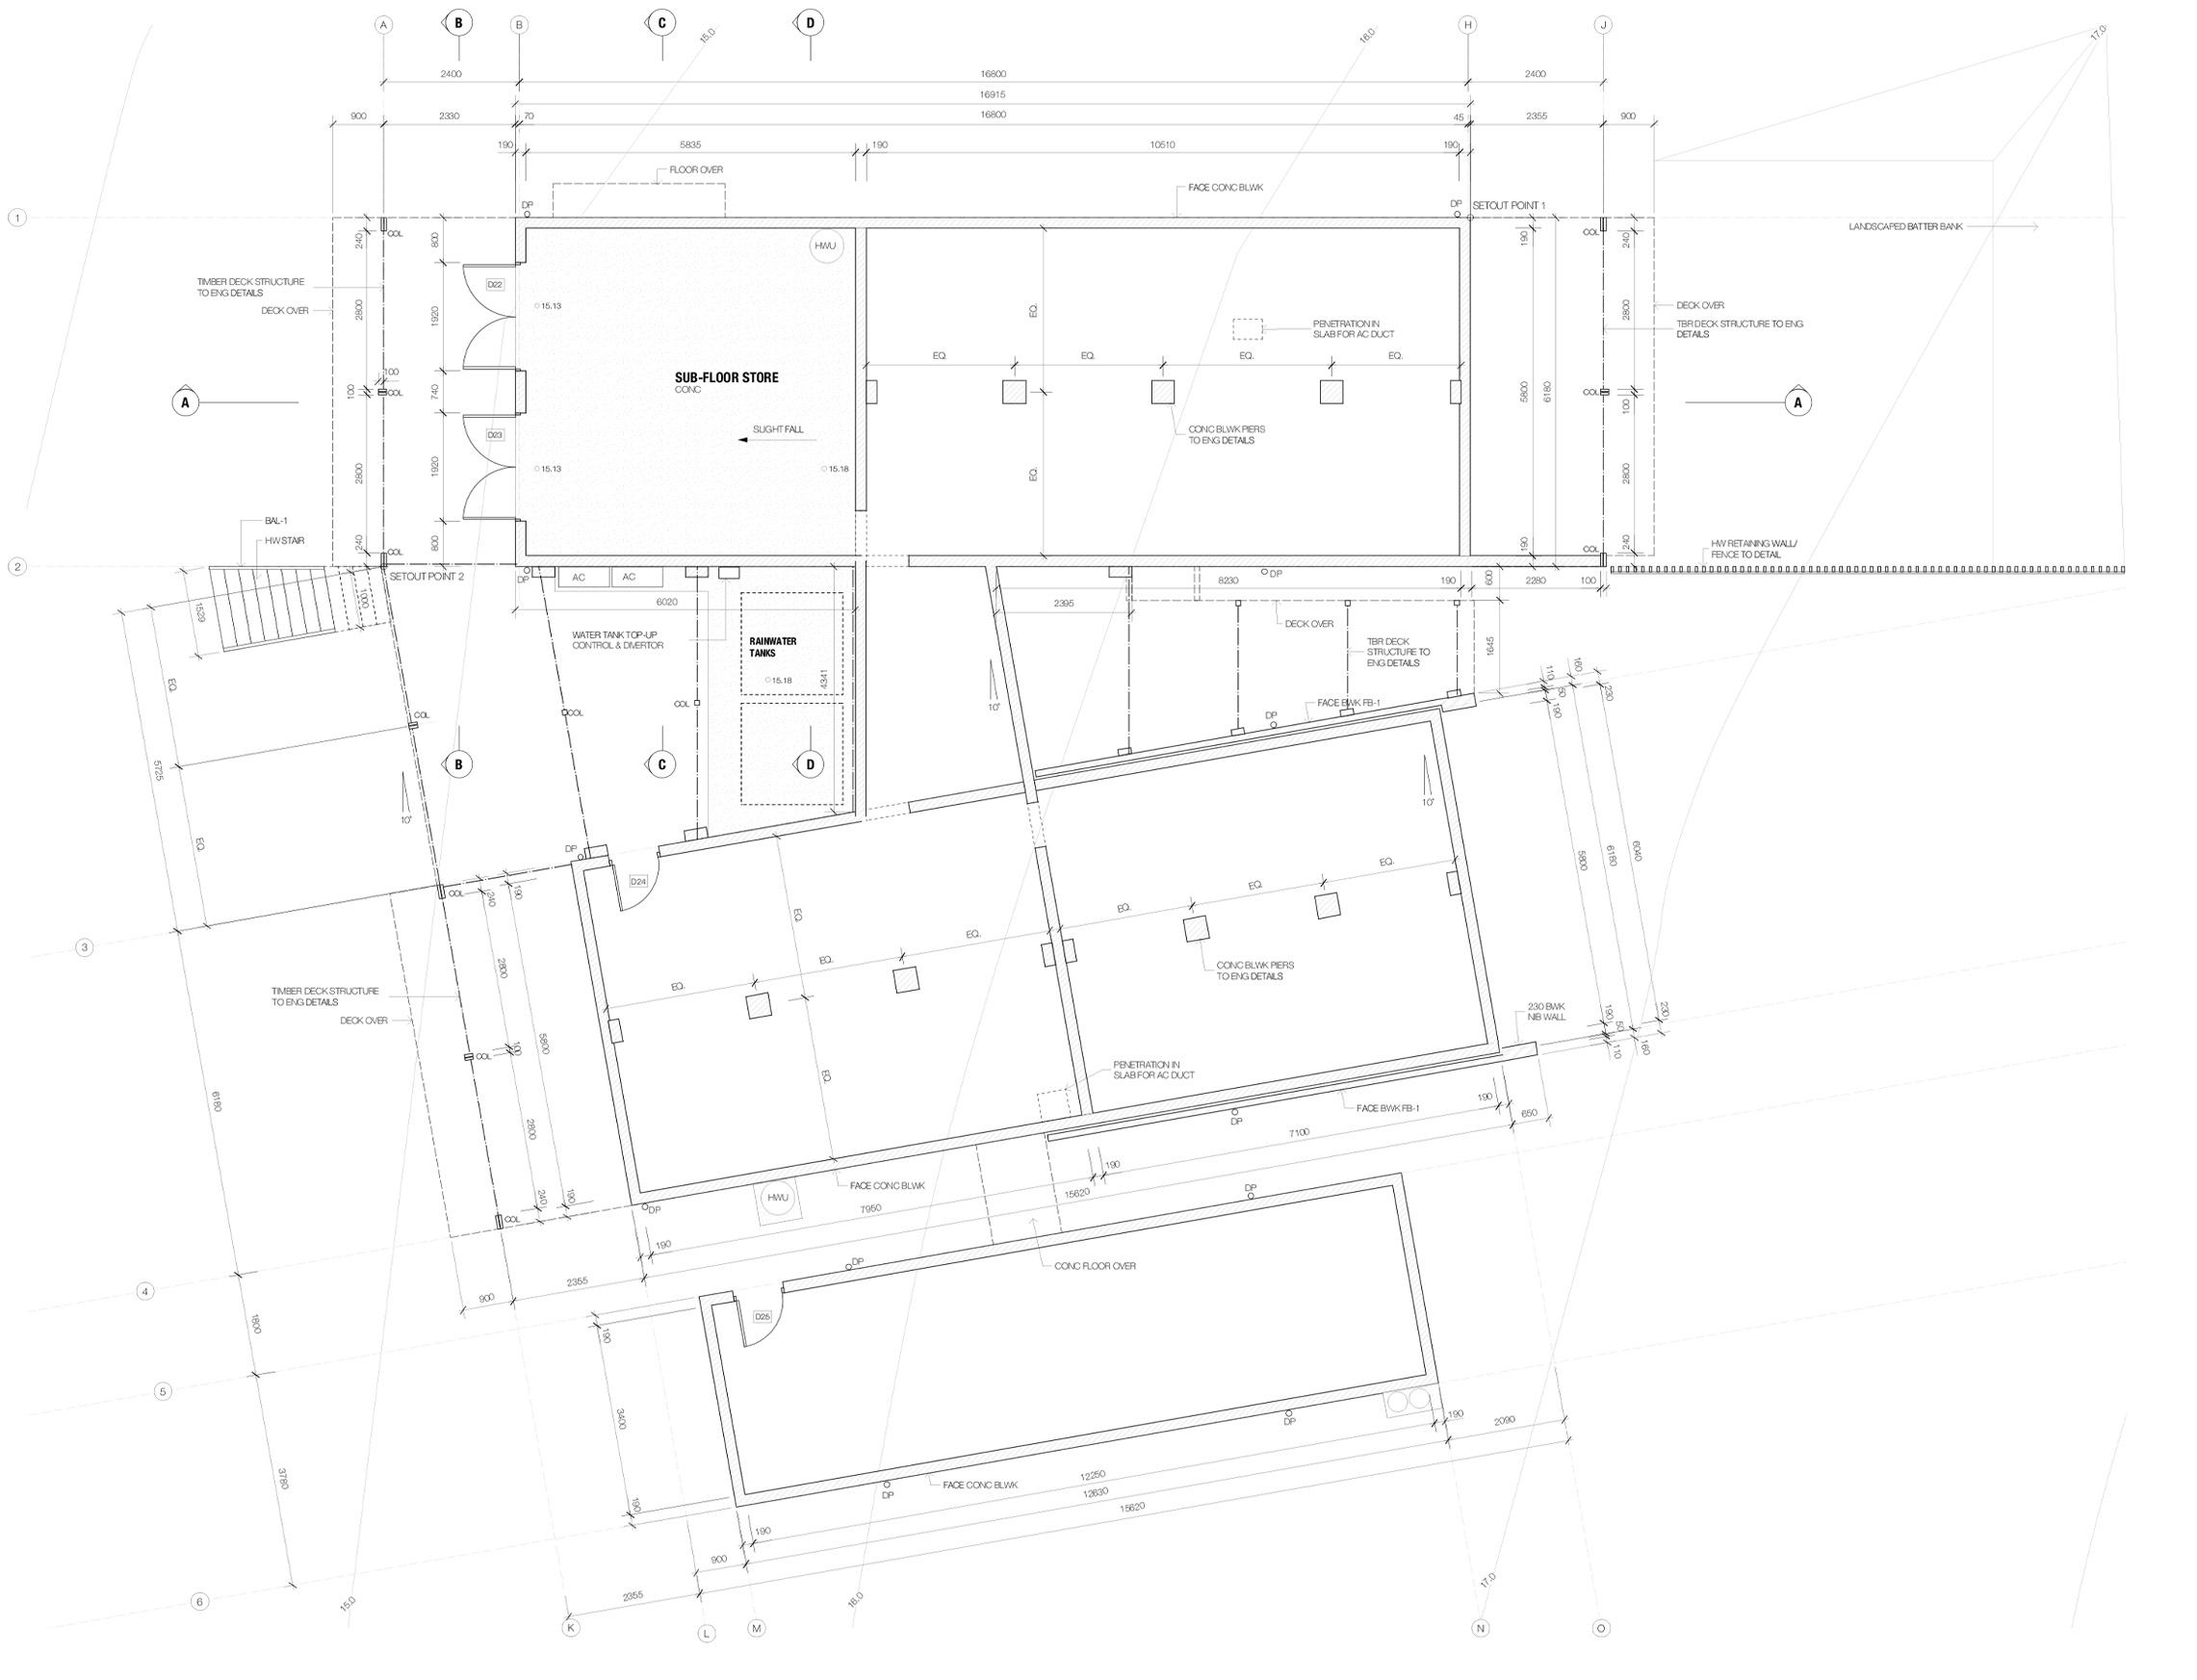 A
B
B
C
D
H
J
15.0
16.0
17.0
2400
16800
2400
16915
900
2330
70
16800
45
2355
900
190
5835
190
10510
190
FLOOR OVER
FACE CONC BLWK
DP
DP
SETOUT POINT 1
1
COL
COL
240
800
HWU
190
240
LANDSCAPED BATTER BANK
TIMBER DECK STRUCTURE
TO ENG DETAILS
DECK OVER
2800
1920
D22
15.13
EQ.
PENETRATION IN
SLAB FOR AC DUCT
2800
DECK OVER
TBR DECK STRUCTURE TO ENG
DETAILS
EQ.
EQ.
EQ.
EQ.
100
SUB-FLOOR STORE
CONC
A
100
COL
740
5800
6180
COL
100
A
SLIGHT FALL
CONC BLWK PIERS
TO ENG DETAILS
D23
2800
1920
15.13
15.18
EQ.
2800
BAL-1
HW STAIR
240
800
COL
190
COL
240
HW RETAINING WALL/
FENCE TO DETAIL
2
SETOUT POINT 2
DP
AC
AC
DP
8230
190
600
2280
100
1529
1000
6020
2395
DECK OVER
WATER TANK TOP-UP
CONTROL & DIVERTOR
RAINWATER
TANKS
TBR DECK
STRUCTURE TO
ENG DETAILS
1645
4341
15.18
EQ.
COL
COL
COL
10°
FACE BWK FB-1
DP
110
50
190
160
230
5725
B
C
D
10°
10°
EQ.
DP
D24
COL
240
190
EQ.
EQ.
EQ.
EQ.
EQ.
EQ.
EQ.
5800
6180
6040
3
2800
CONC BLWK PIERS
TO ENG DETAILS
TIMBER DECK STRUCTURE
TO ENG DETAILS
DECK OVER
230 BWK
NIB WALL
190
50
110
160
230
COL
100
5800
EQ.
PENETRATION IN
SLAB FOR AC DUCT
6180
2800
FACE BWK FB-1
190
650
DP
7100
190
FACE CONC BLWK
HWU
15620
7950
240
190
COL
DP
DP
190
CONC FLOOR OVER
DP
2355
900
4
D25
190
1800
5
3400
190
2090
DP
3780
12250
12630
15620
FACE CONC BLWK
DP
190
190
900
2355
6
15.0
16.0
17.0
K
L
M
N
O